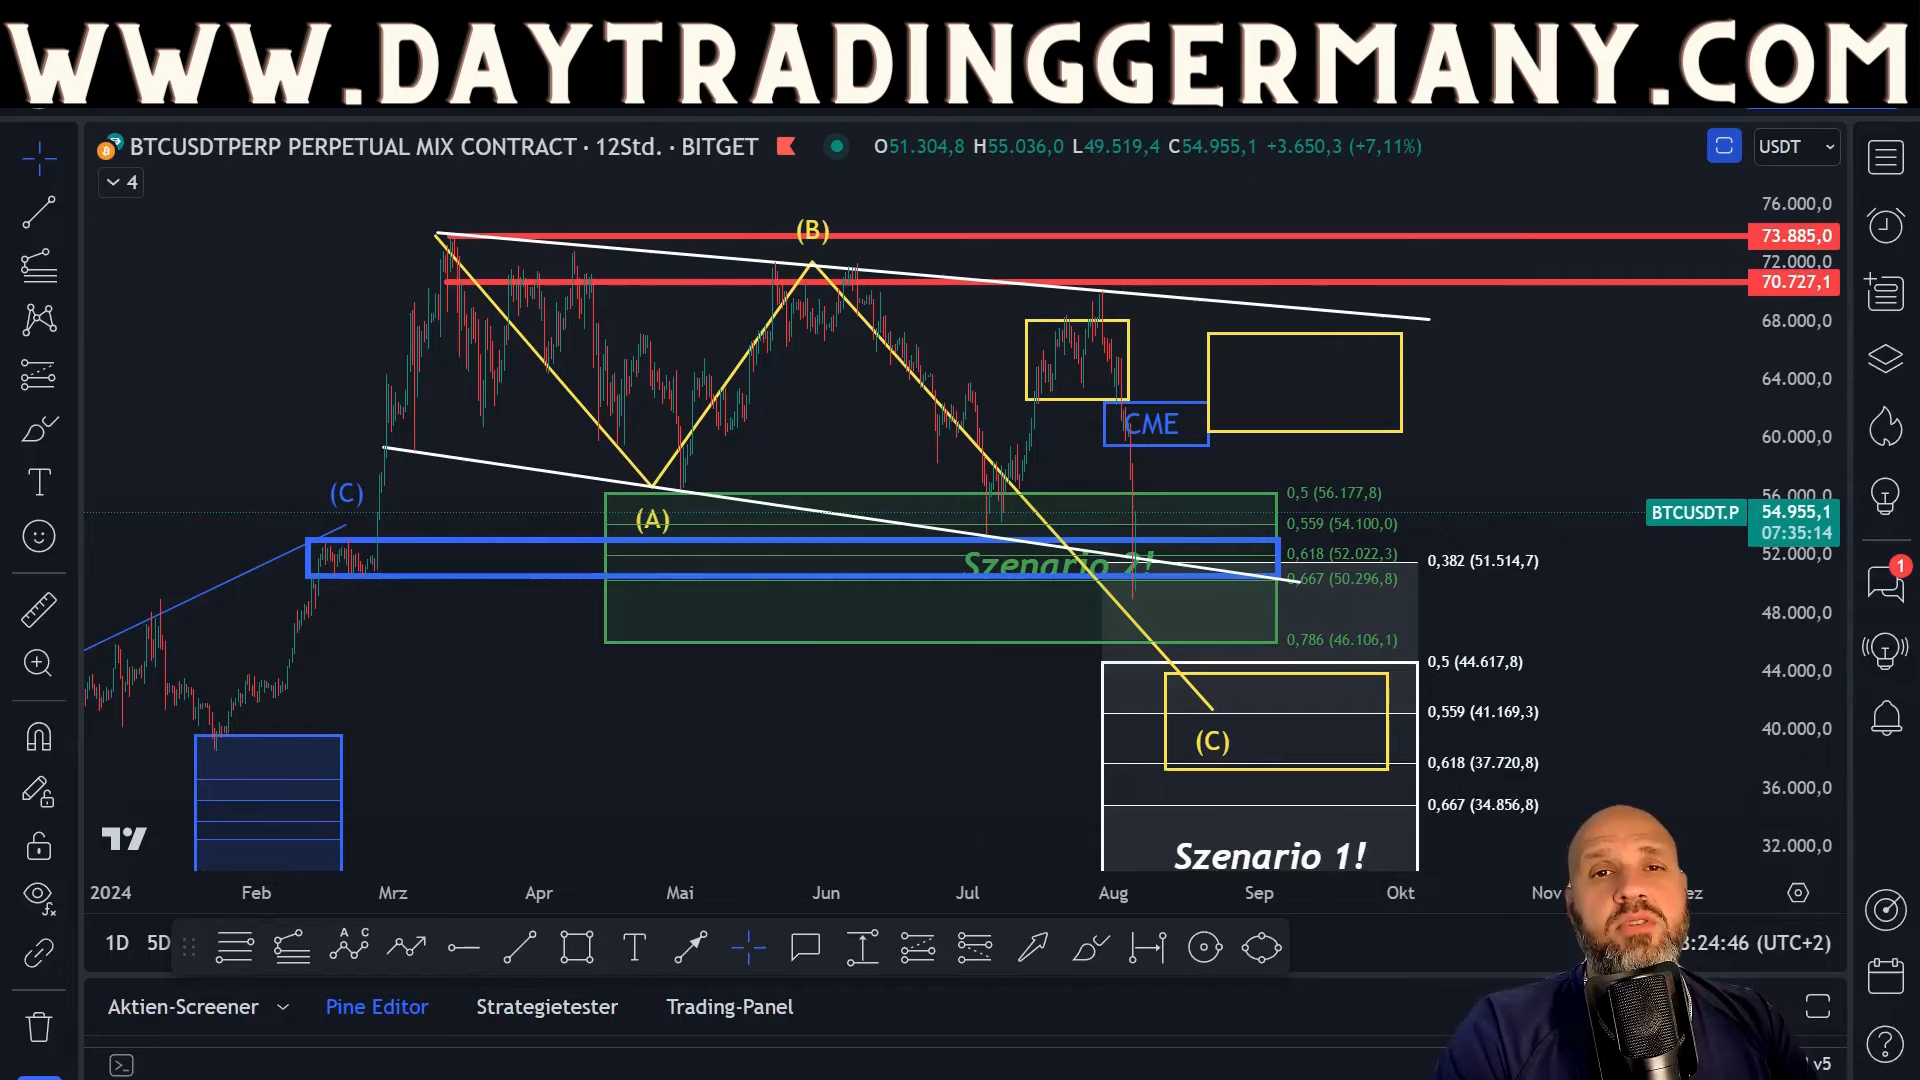 WWW.DAYTRADINGGERMANY.COM
BTCUSDTPERP PERPETUAL MIX CONTRACT · 12Std. · BITGET
O51.304,8 H55.036,0 L49.519,4 C54.955,1 +3.650,3 (+7,11%)
USDT
4
76.000,0
(B)
73.885,0
72.000,0
70.727,1
68.000,0
64.000,0
CME
60.000,0
(C)
0,5 (56.177,8)
56.000,0
(A)
0,559 (54.100,0)
BTCUSDT.P
54.955,1
07:35:14
Szenario 2!
0,618 (52.022,3)
0,382 (51.514,7)
52.000,0
0,667 (50.296,8)
1
48.000,0
0,786 (46.106,1)
0,5 (44.617,8)
44.000,0
0,559 (41.169,3)
40.000,0
(C)
0,618 (37.720,8)
36.000,0
0,667 (34.856,8)
Szenario 1!
32.000,0
2024 Feb Mrz Apr Mai Jun Jul Aug Sep Okt Nov
1D 5D
:24:46 (UTC+2)
Aktien-Screener Pine Editor Strategietester Trading-Panel
v5